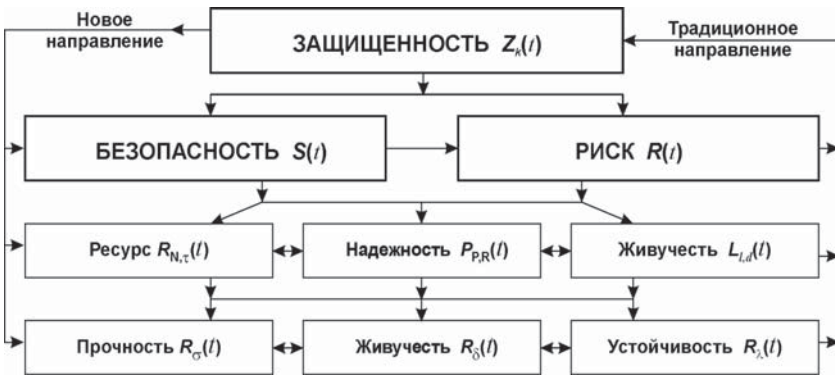 Новое
направление
ЗАЩИЩЕННОСТЬ Zk(t)
Традиционное
направление
БЕЗОПАСНОСТЬ S(t)
РИСК R(t)
Ресурс RN,τ(t)
Надежность PP,R(t)
Живучесть Ll,d(t)
Прочность Rσ(t)
Живучесть Rδ(t)
Устойчивость Rλ(t)